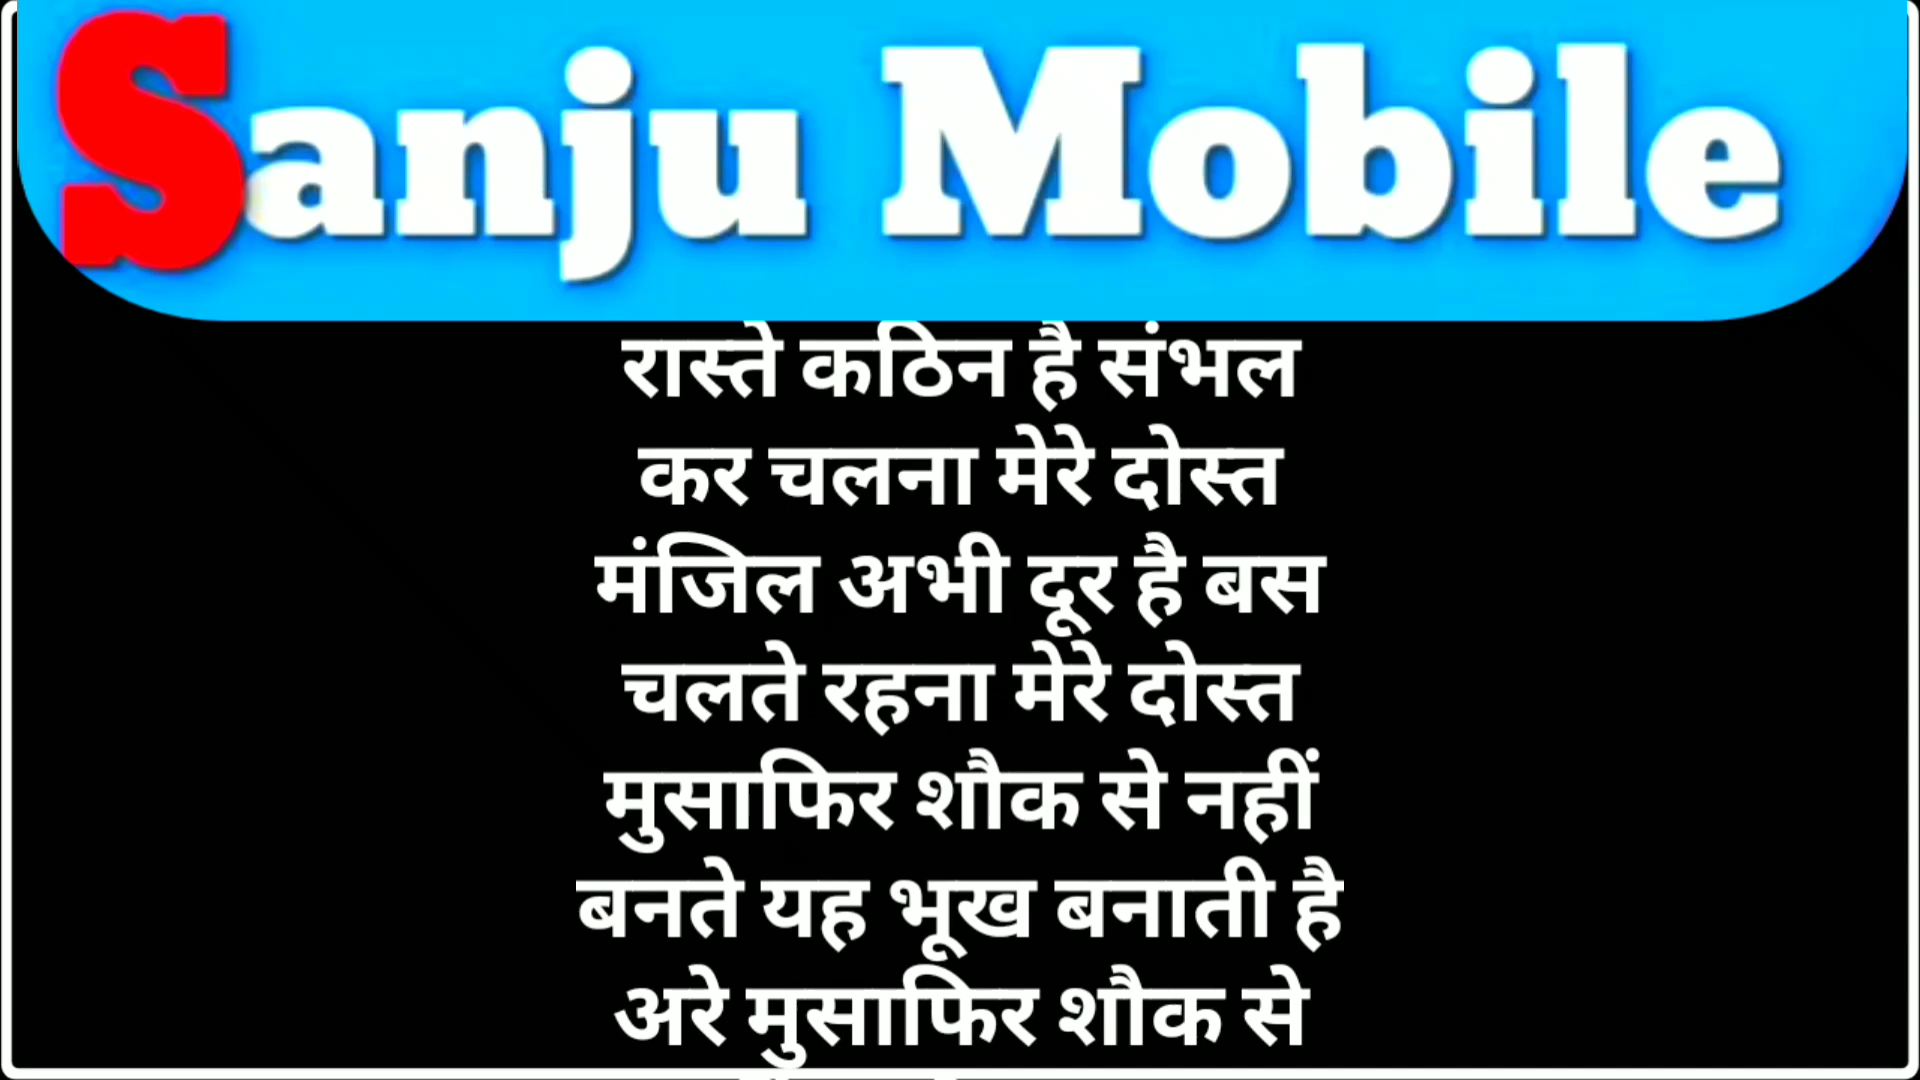 Sanju Mobile
रास्ते कठिन है संभल
कर चलना मेरे दोस्त
मंजिल अभी दूर है बस
चलते रहना मेरे दोस्त
मुसाफिर शौक से नहीं
बनते यह भूख बनाती है
अरे मुसाफिर शौक से